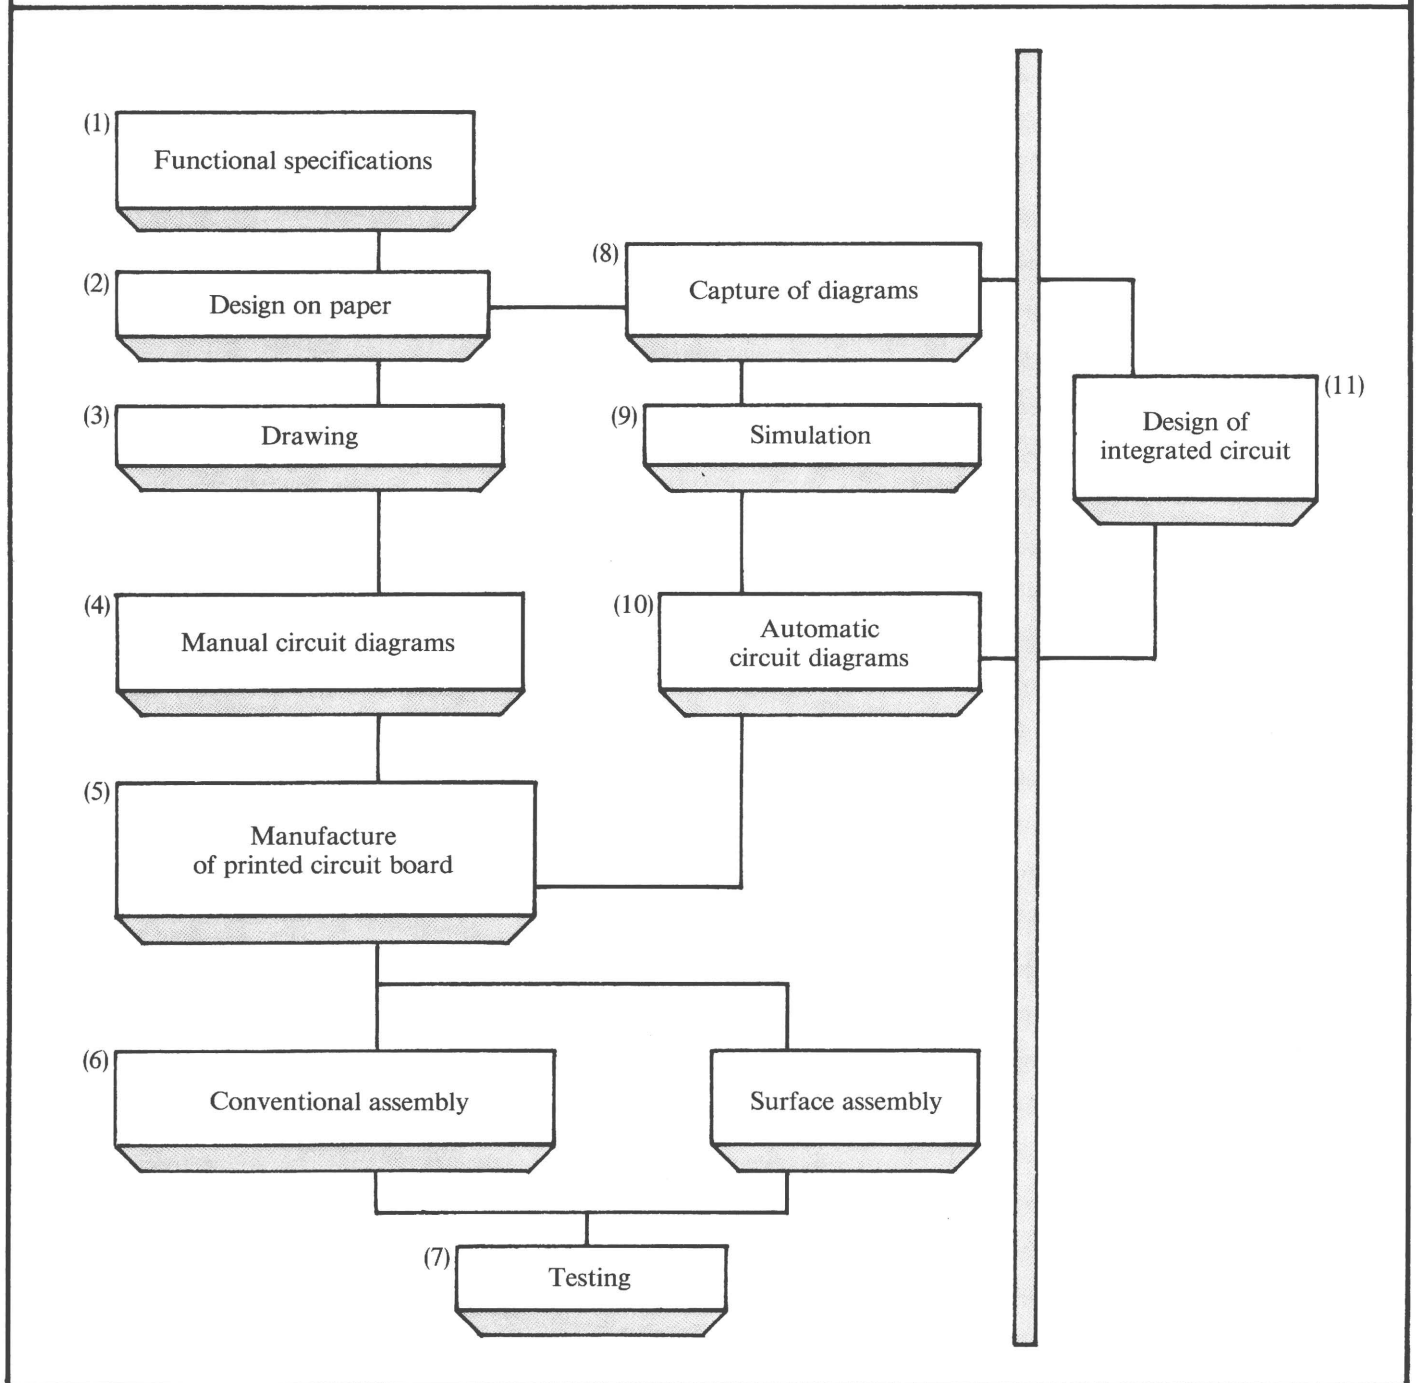 (1)
Functional specifications
(2)
Design on paper
(3)
Drawing
(4)
Manual circuit diagrams
(5)
Manufacture
of printed circuit board
(6)
Conventional assembly
Surface assembly
(7)
Testing
(8)
Capture of diagrams
(9)
Simulation
(10)
Automatic
circuit diagrams
(11)
Design of
integrated circuit